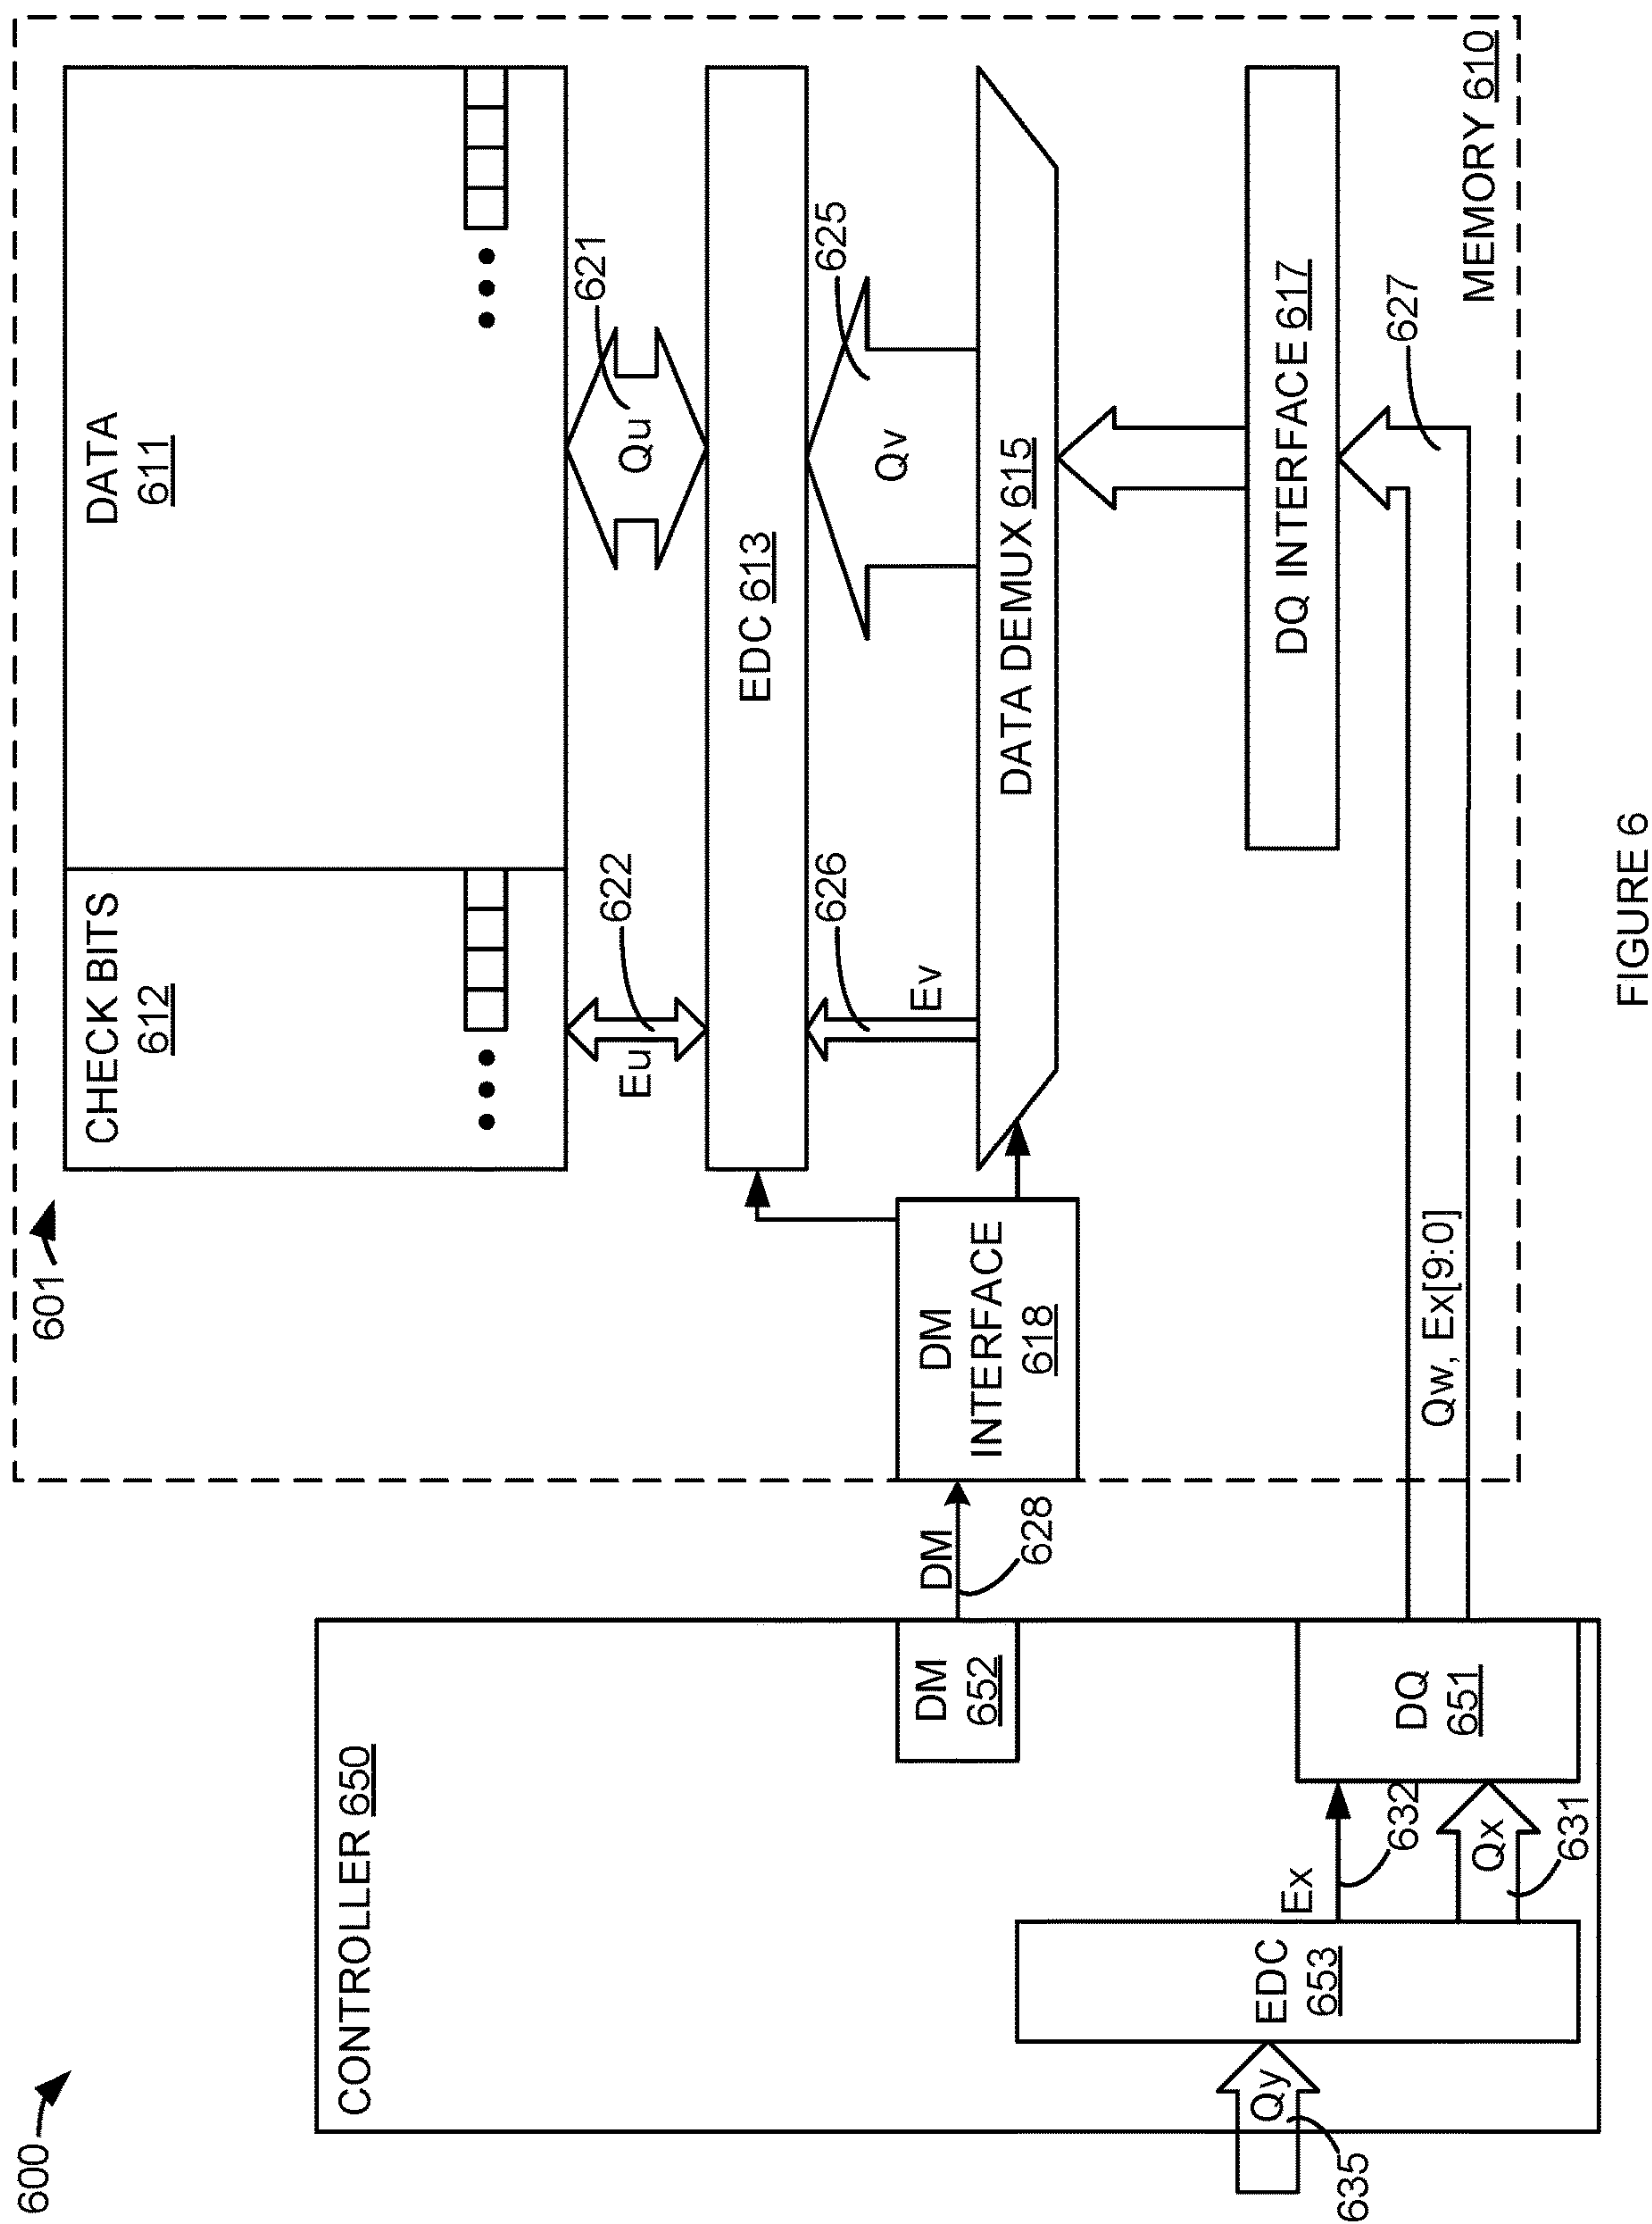 600
601
CHECK BITS
612
DATA
611
Eu
622
Qu
621
EDC 613
626
Ev
625
Qv
DATA DEMUX 615
DM
INTERFACE
618
DQ INTERFACE 617
627
MEMORY 610
CONTROLLER 650
DM
652
DM
628
Qy
635
EDC
653
Ex
632
Qx
631
DQ
651
Qw, Ex[9:0]
FIGURE 6